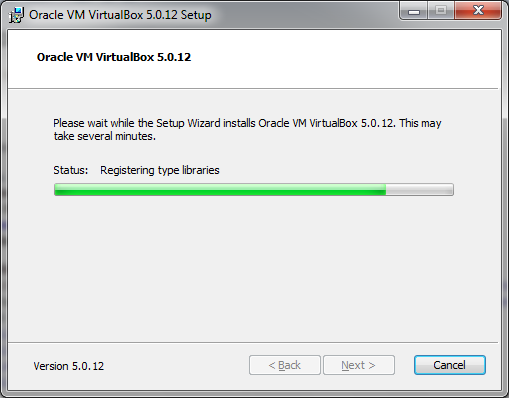 Oracle VM VirtualBox 5.0.12 Setup
Oracle VM VirtualBox 5.0.12
Please wait while the Setup Wizard installs Oracle VM VirtualBox 5.0.12. This may
take several minutes.
Status: Registering type libraries
Version 5.0.12 < Back Next > Cancel